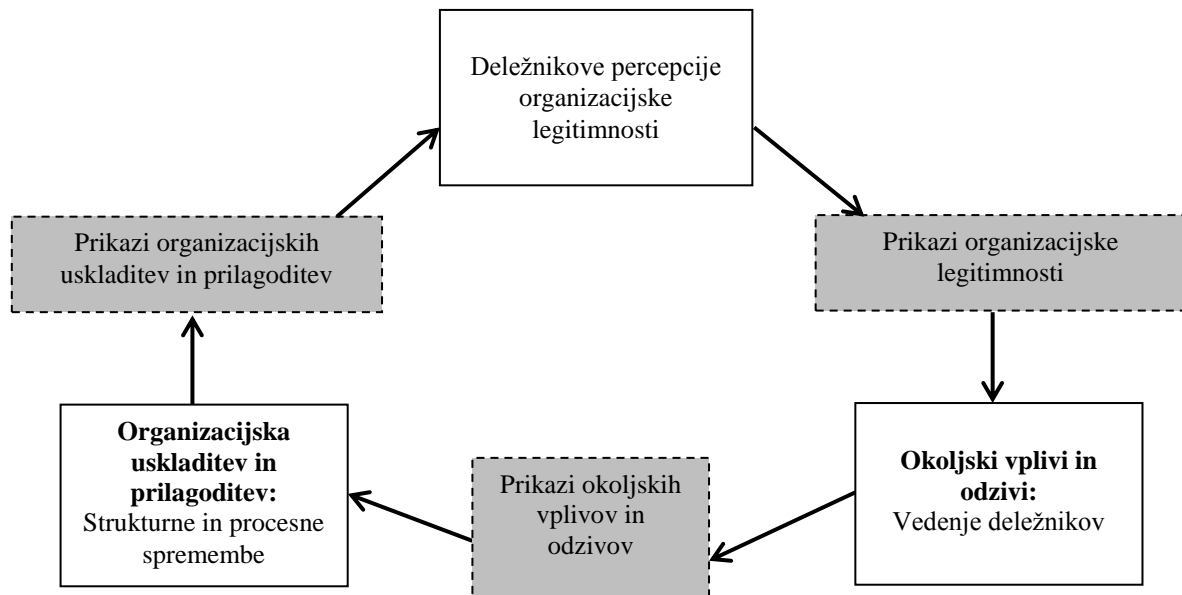 Deležnikove percepcije
organizacijske
legitimnosti
Prikazi organizacijskih
uskladitev in prilagoditev
Prikazi organizacijske
legitimnosti
Organizacijska
uskladitev in
prilagoditev:
Strukturne in procesne
spremembe
Prikazi okoljskih
vplivov in
odzivov
Okoljski vplivi in
odzivi:
Vedenje deležnikov